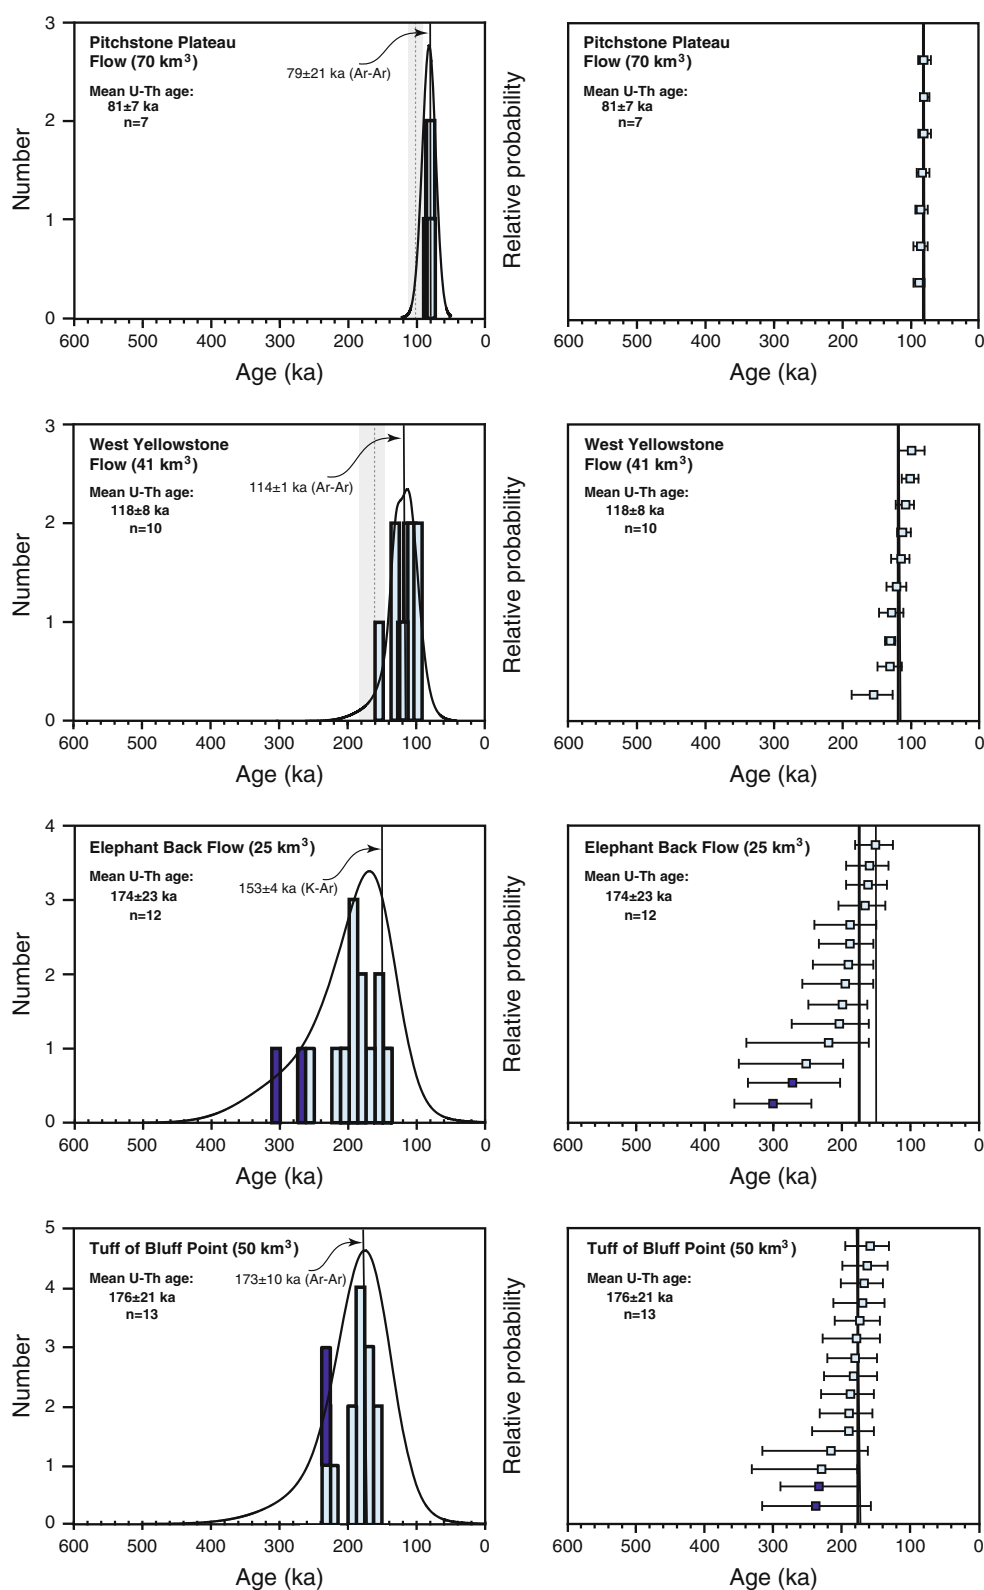 Pitchstone Plateau
Flow (70 km³)
Mean U-Th age:
81±7 ka
n=7
79±21 ka (Ar-Ar)
Number
Relative probability
3
2
1
0
600 500 400 300 200 100 0
Age (ka)
Pitchstone Plateau
Flow (70 km³)
Mean U-Th age:
81±7 ka
n=7
600 500 400 300 200 100 0
Age (ka)
West Yellowstone
Flow (41 km³)
Mean U-Th age:
118±8 ka
n=10
114±1 ka (Ar-Ar)
Number
Relative probability
3
2
1
0
600 500 400 300 200 100 0
Age (ka)
West Yellowstone
Flow (41 km³)
Mean U-Th age:
118±8 ka
n=10
600 500 400 300 200 100 0
Age (ka)
Elephant Back Flow (25 km³)
Mean U-Th age:
174±23 ka
n=12
153±4 ka (K-Ar)
Number
Relative probability
4
3
2
1
0
600 500 400 300 200 100 0
Age (ka)
Elephant Back Flow (25 km³)
Mean U-Th age:
174±23 ka
n=12
600 500 400 300 200 100 0
Age (ka)
Tuff of Bluff Point (50 km³)
Mean U-Th age:
176±21 ka
n=13
173±10 ka (Ar-Ar)
Number
Relative probability
5
4
3
2
1
0
600 500 400 300 200 100 0
Age (ka)
Tuff of Bluff Point (50 km³)
Mean U-Th age:
176±21 ka
n=13
600 500 400 300 200 100 0
Age (ka)